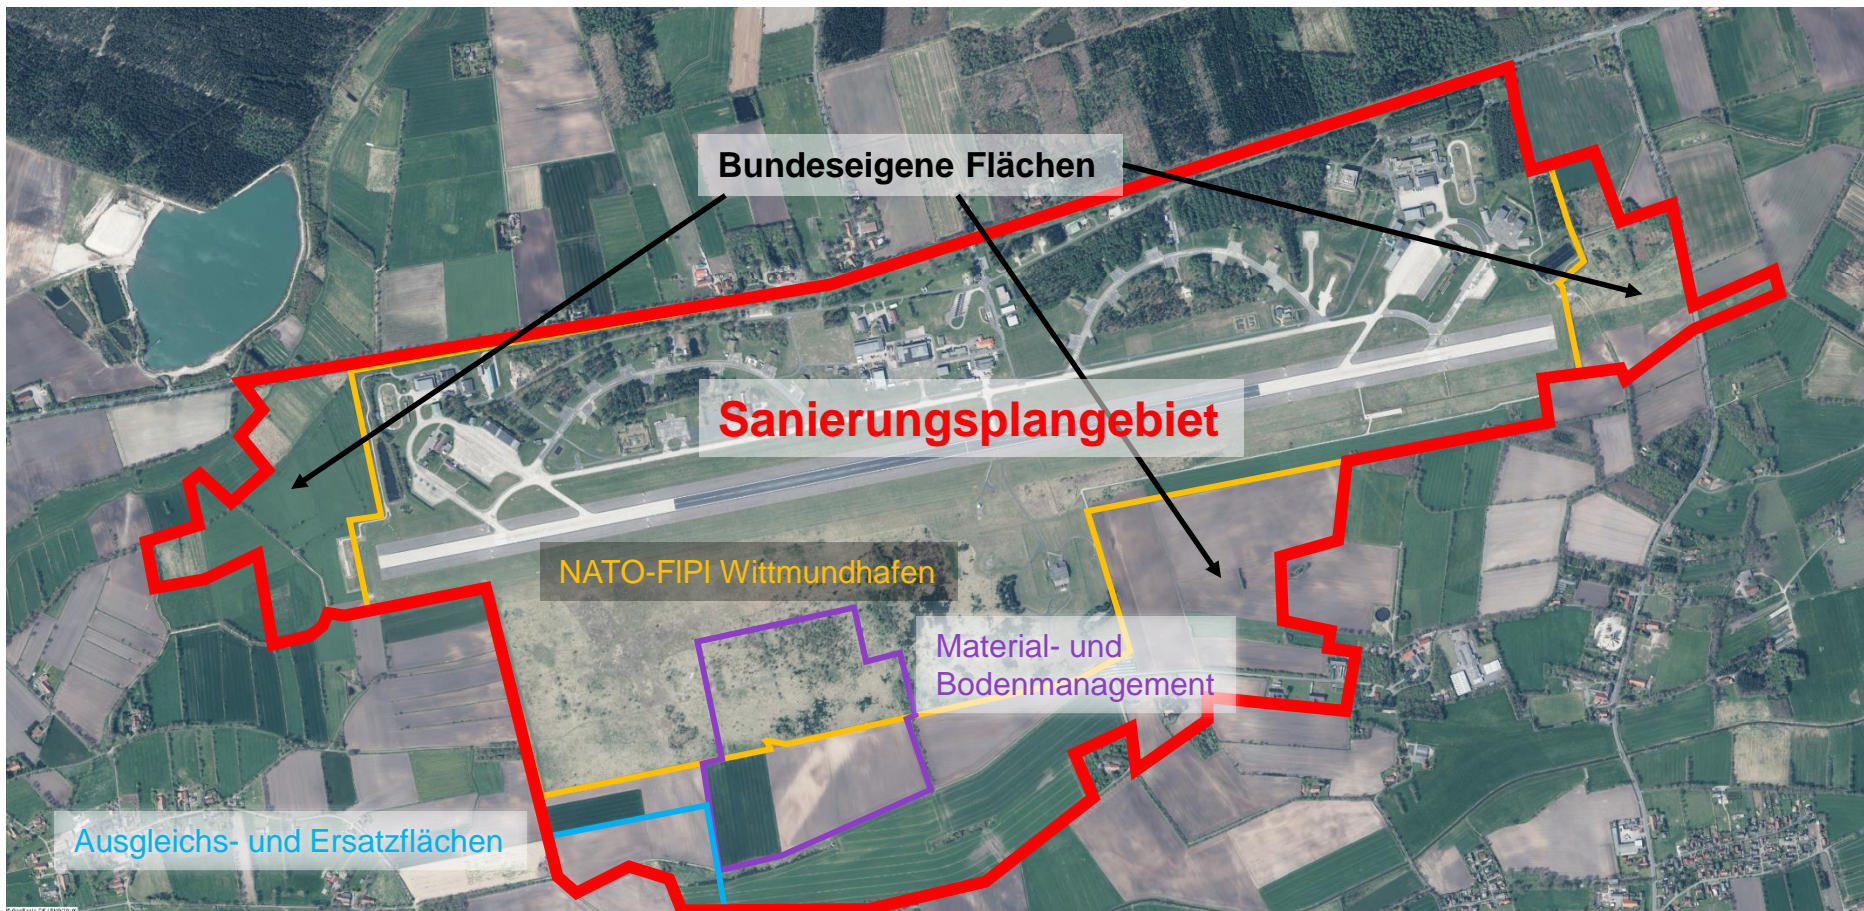 Bundeseigene Flächen
Sanierungsplangebiet
NATO-FIPI Wittmundhafen
Material- und
Bodenmanagement
Ausgleichs- und Ersatzflächen